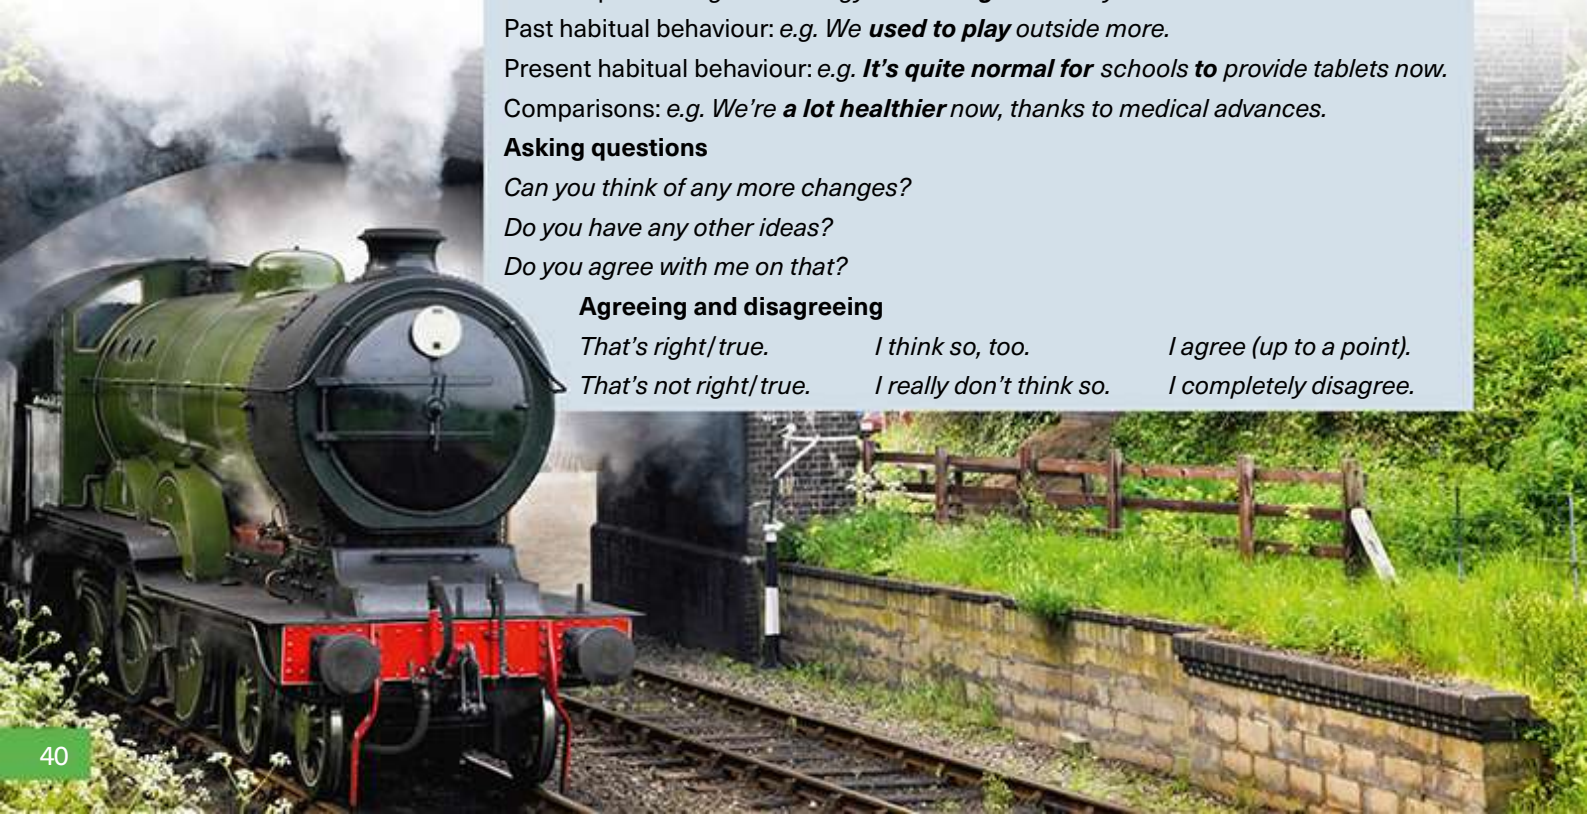 Past habitual behaviour: e.g. We used to play outside more.
Present habitual behaviour: e.g. It's quite normal for schools to provide tablets now.
Comparisons: e.g. We're a lot healthier now, thanks to medical advances.
Asking questions
Can you think of any more changes?
Do you have any other ideas?
Do you agree with me on that?
Agreeing and disagreeing
That's right/true. I think so, too. I agree (up to a point).
That's not right/true. I really don't think so. I completely disagree.
40